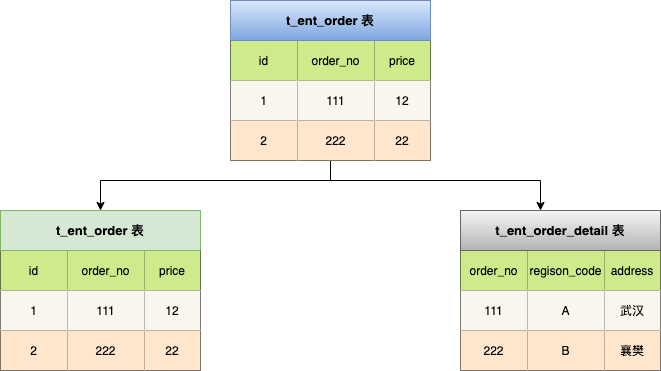 t_ent_order 表
id order_no price
1 111 12
2 222 22
t_ent_order 表
id order_no price
1 111 12
2 222 22
t_ent_order_detail 表
order_no regison_code address
111 A 武汉
222 B 襄樊